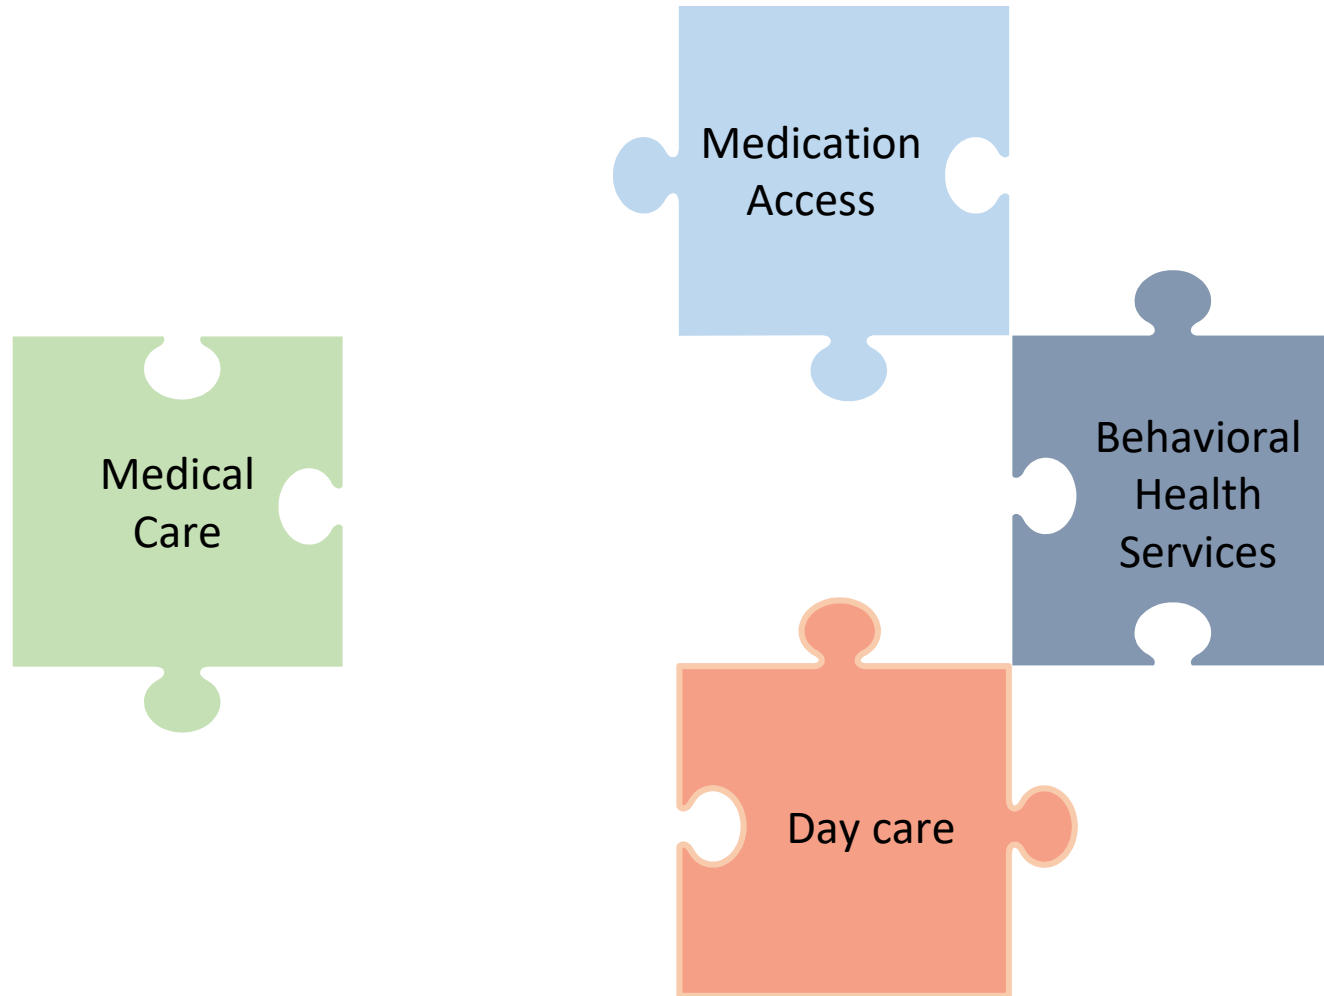 Medication
Access
Medical
Care
Behavioral
Health
Services
Day care